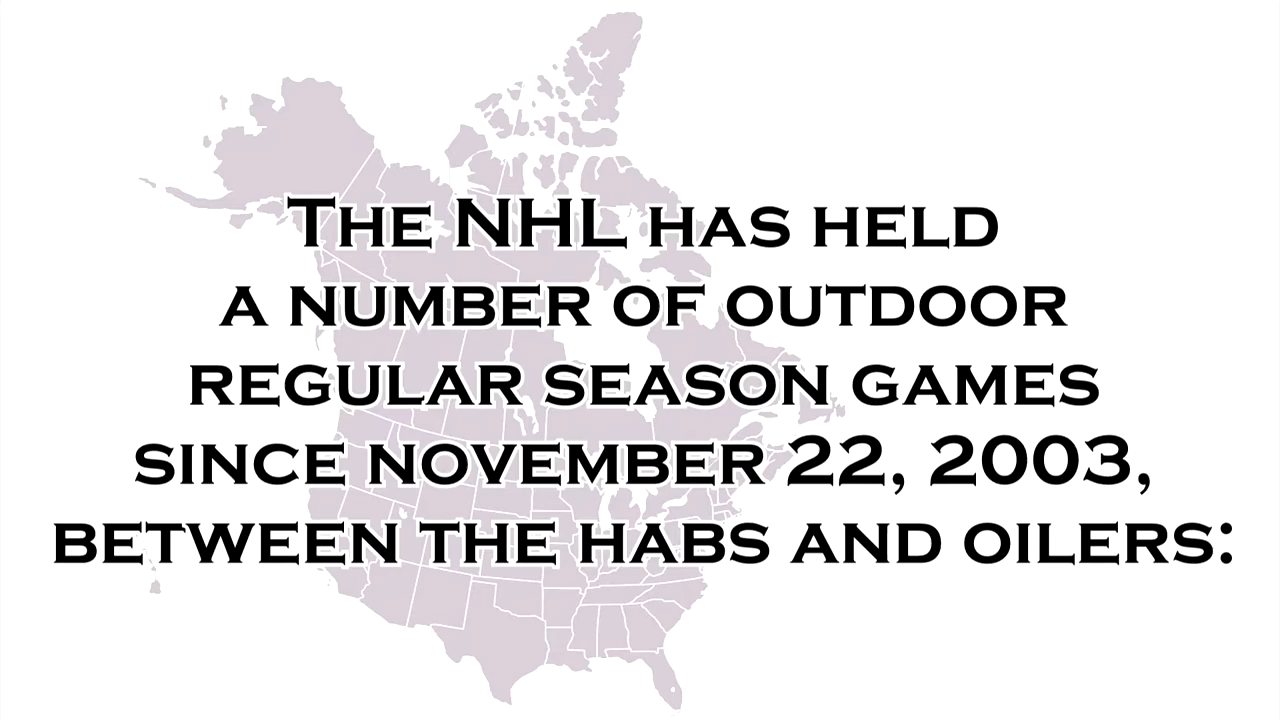 The NHL has held
a number of outdoor
regular season games
since november 22, 2003,
between the habs and oilers: